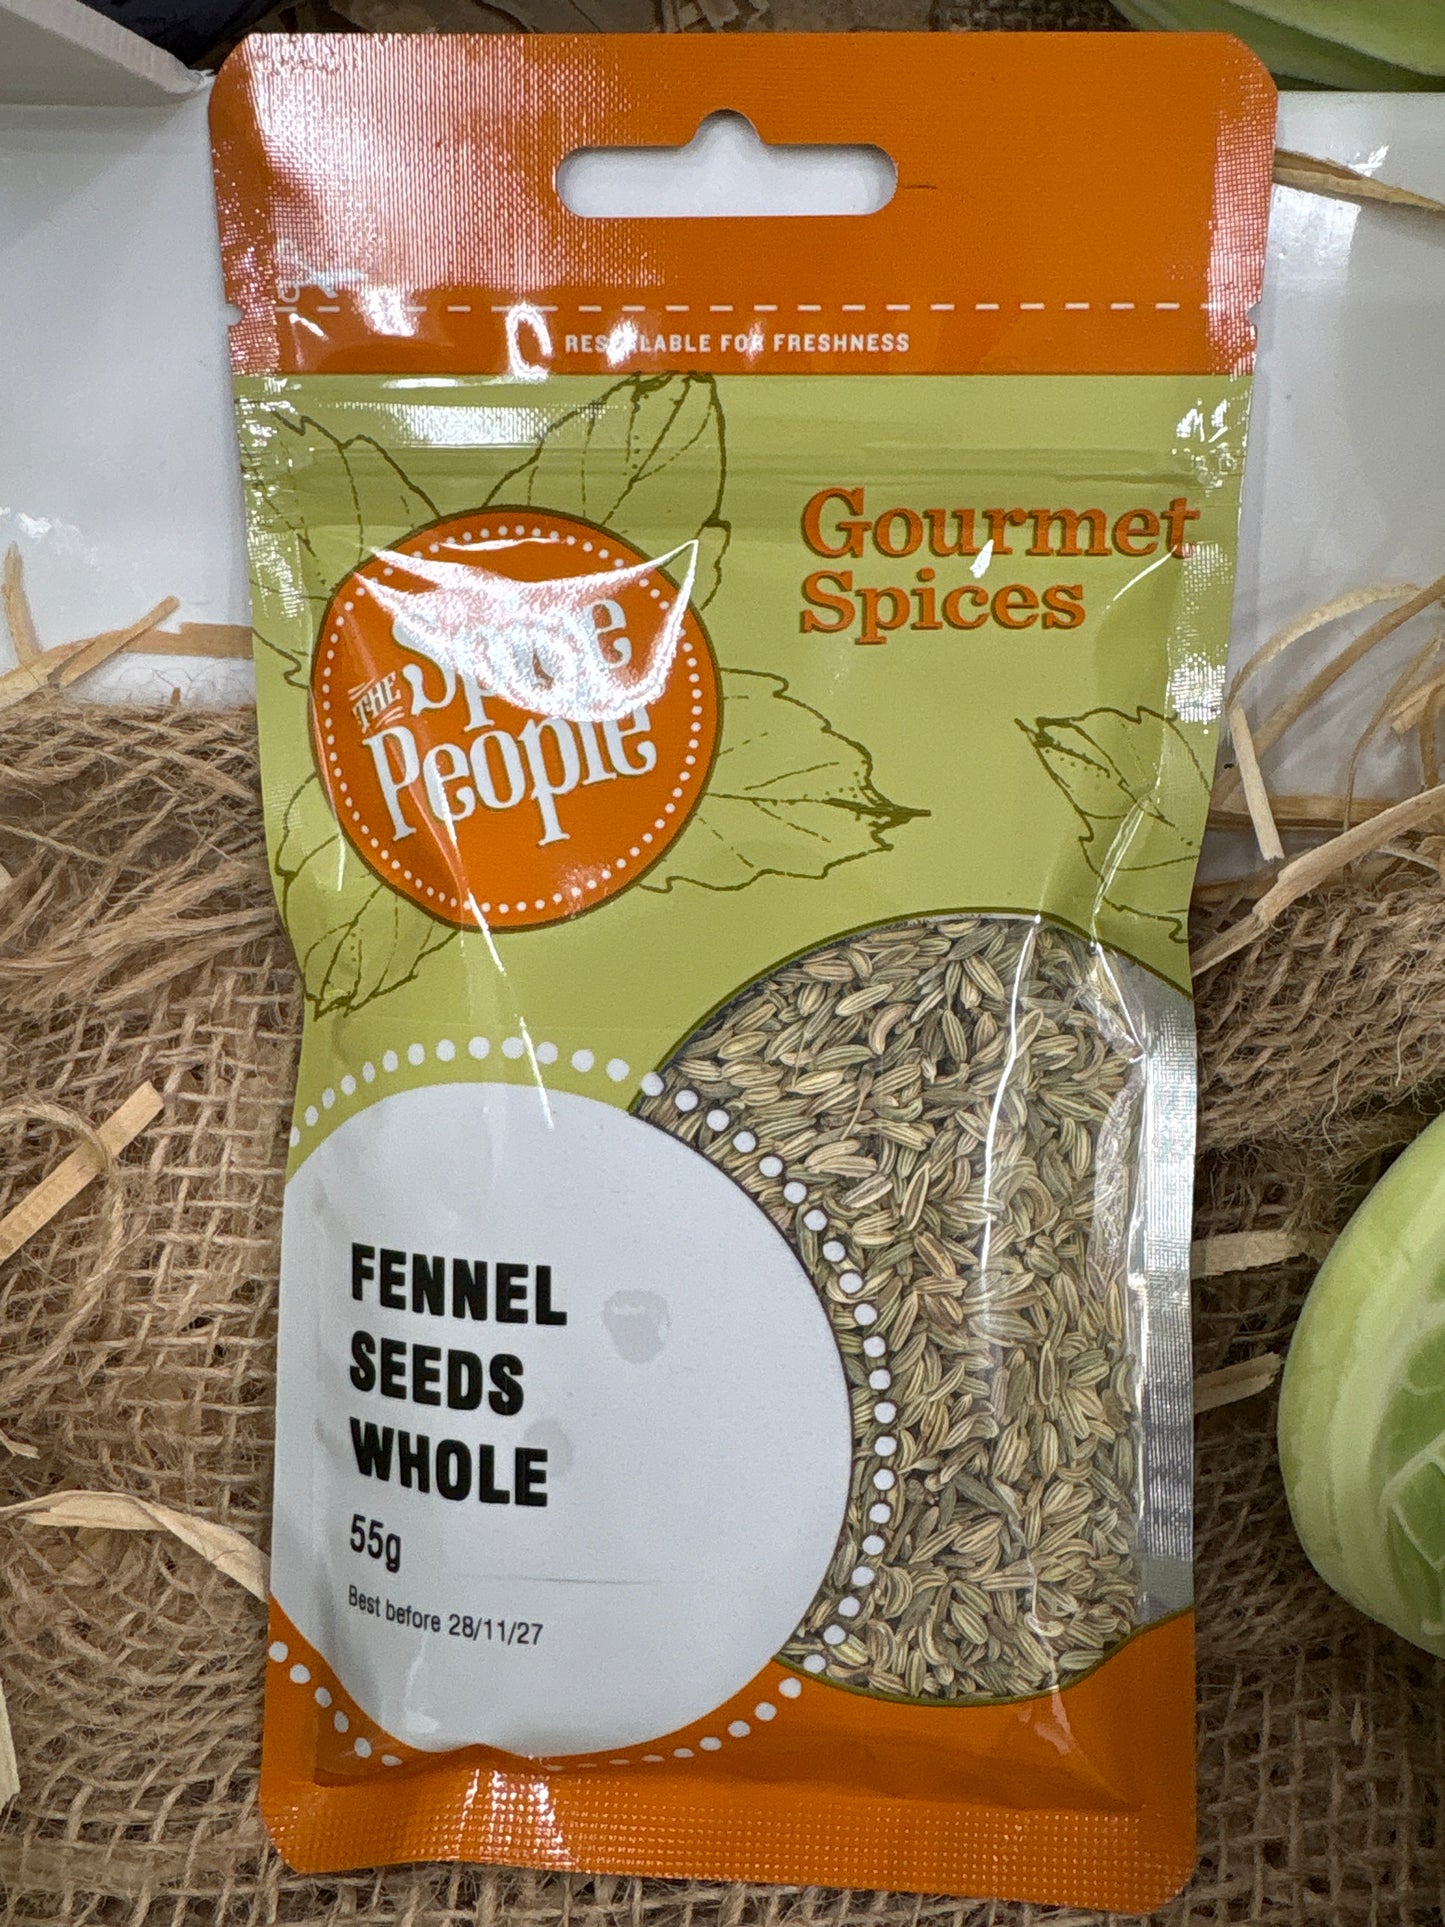 RESEALABLE FOR FRESHNESS
Gourmet
Spices
THE Spice
People
FENNEL
SEEDS
WHOLE
55g
Best before 28/11/27